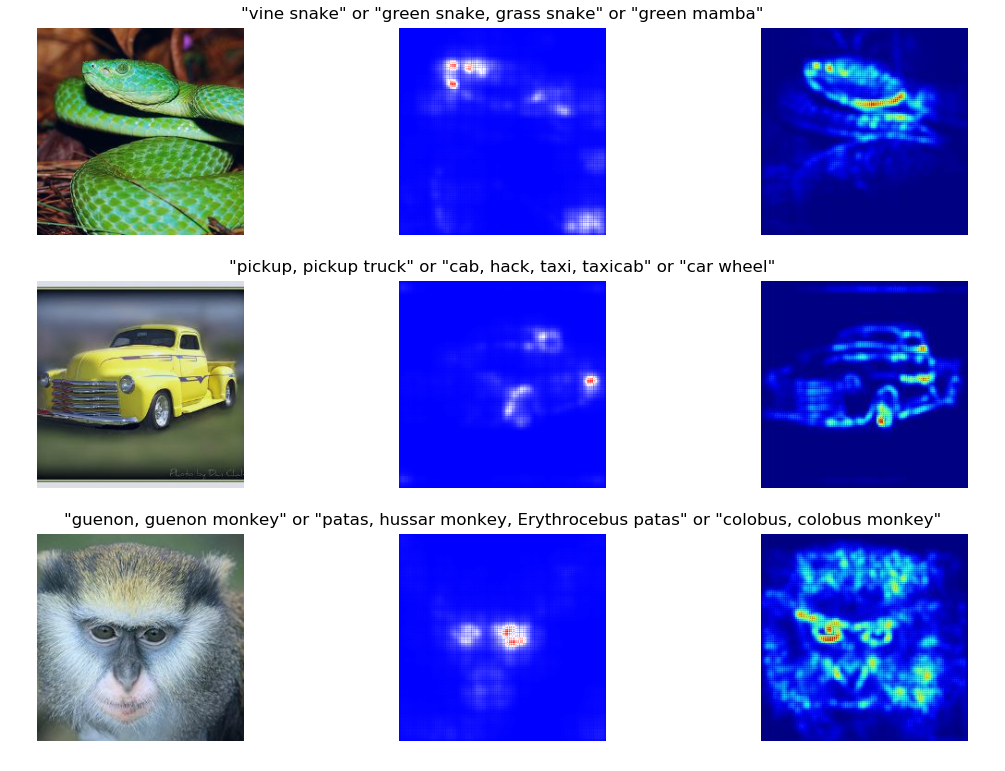 "vine snake" or "green snake, grass snake" or "green mamba"
"pickup, pickup truck" or "cab, hack, taxi, taxicab" or "car wheel"
Photo by Dan
"guenon, guenon monkey" or "patas, hussar monkey, Erythrocebus patas" or "colobus, colobus monkey"